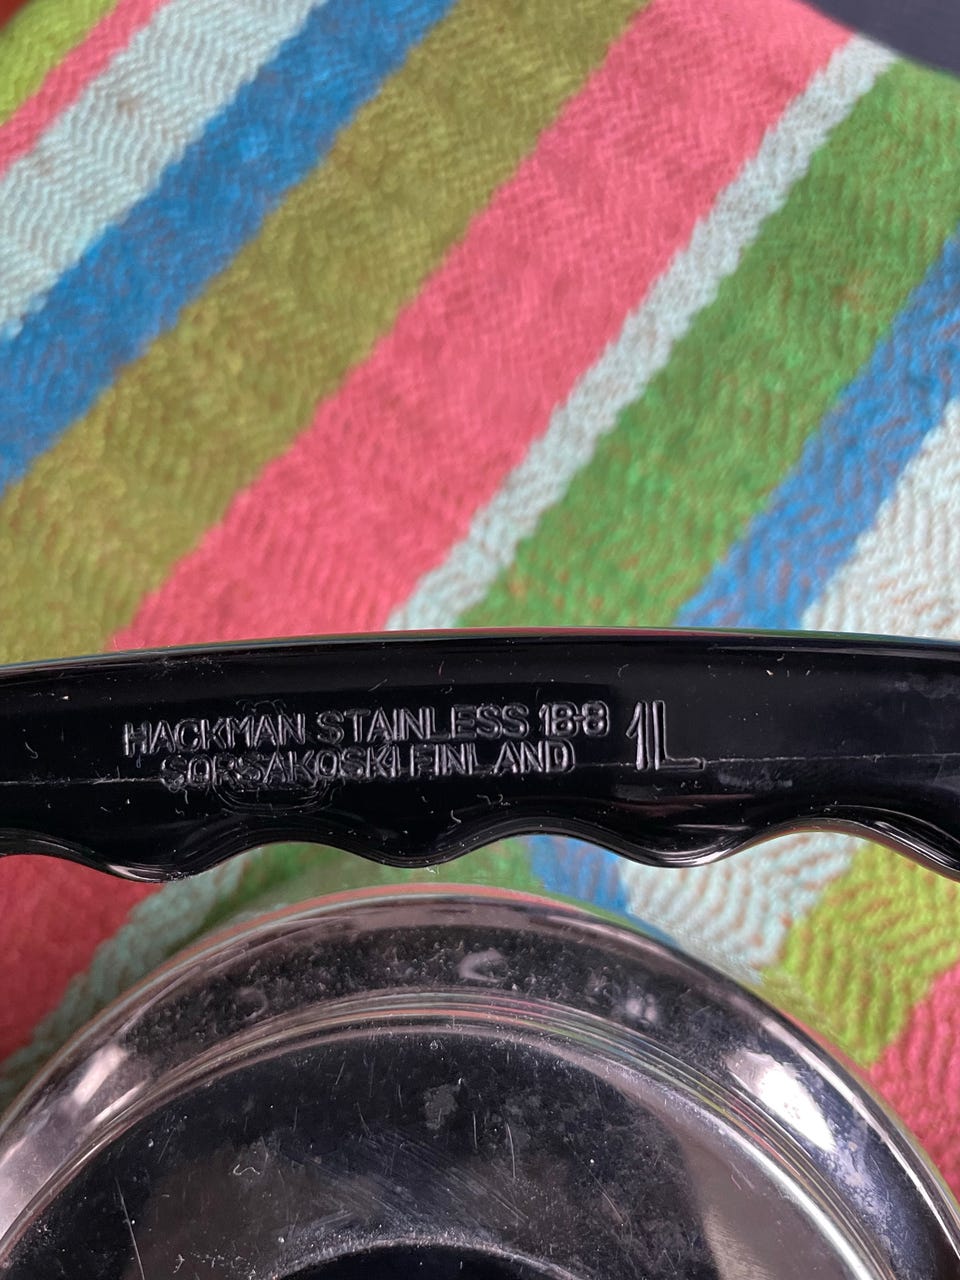 HACKMAN STAINLESS 18-8 1L
SORSAKOSKI FINLAND